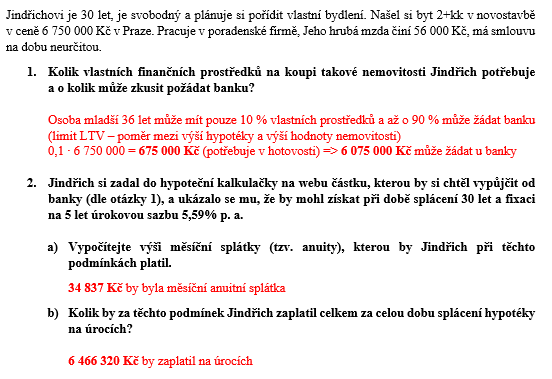 Jindřichovi je 30 let, je svobodný a plánuje si pořídit vlastní bydlení. Našel si byt 2+kk v novostavbě
v ceně 6 750 000 Kč v Praze. Pracuje v poradenské firmě, Jeho hrubá mzda činí 56 000 Kč, má smlouvu
na dobu neurčitou.
1. Kolik vlastních finančních prostředků na koupi takové nemovitosti Jindřich potřebuje
a o kolik může zkusit požádat banku?
Osoba mladší 36 let může mít pouze 10 % vlastních prostředků a až o 90 % může žádat banku
(limit LTV – poměr mezi výší hypotéky a výší hodnoty nemovitosti)
0,1 · 6 750 000 = 675 000 Kč (potřebuje v hotovosti) => 6 075 000 Kč může žádat u banky
2. Jindřich si zadal do hypoteční kalkulačky na webu částku, kterou by si chtěl vypůjčit od
banky (dle otázky 1), a ukázalo se mu, že by mohl získat při době splácení 30 let a fixaci
na 5 let úrokovou sazbu 5,59% p. a.
a) Vypočítejte výši měsíční splátky (tzv. anuity), kterou by Jindřich při těchto
podmínkách platil.
34 837 Kč by byla měsíční anuitní splátka
b) Kolik by za těchto podmínek Jindřich zaplatil celkem za celou dobu splácení hypotéky
na úrocích?
6 466 320 Kč by zaplatil na úrocích